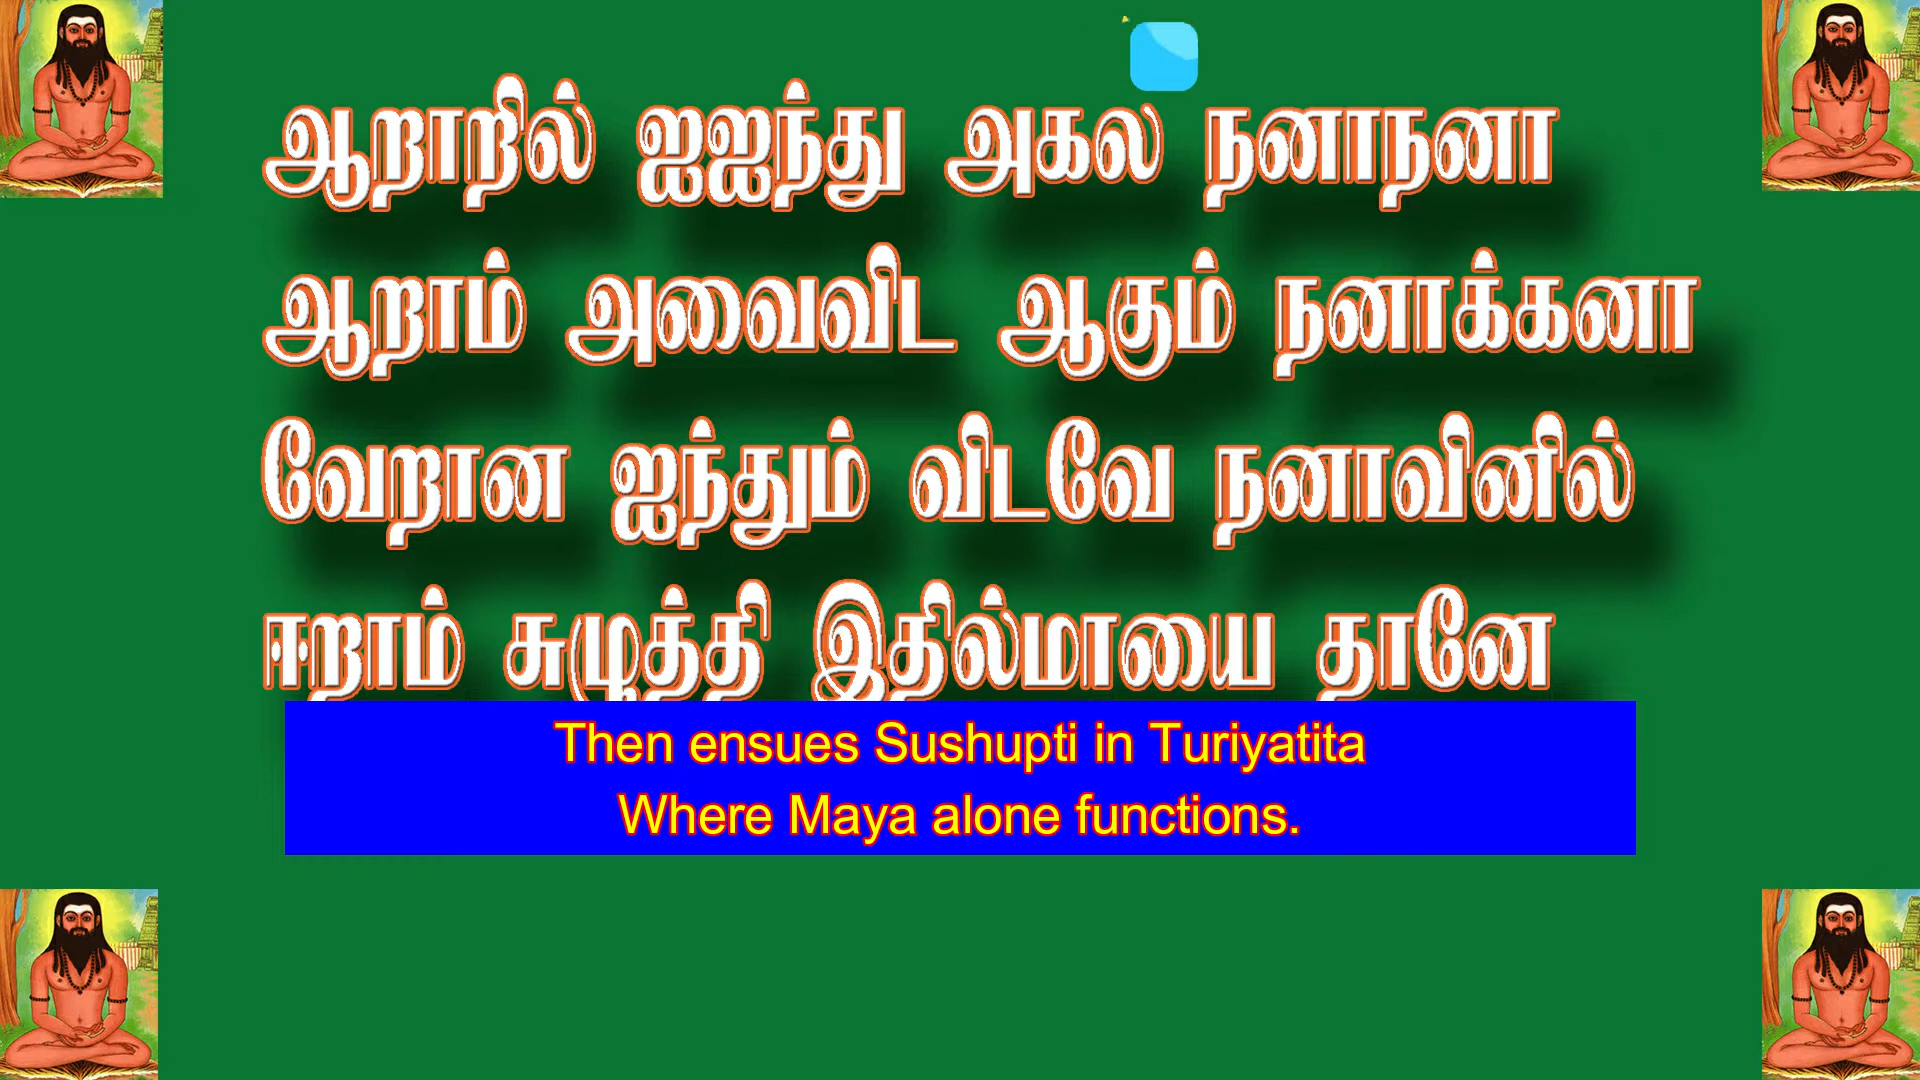 ஆறாறில் ஐஐந்து அகல நனாநனா
ஆறாம் அவைவிட ஆகும் நனாக்கனா
வேறான ஐந்தும் விடவே நனாவினில்
ஈறாம் சுழுத்தி இதில்மாயை தானே
Then ensues Sushupti in Turiyatita
Where Maya alone functions.